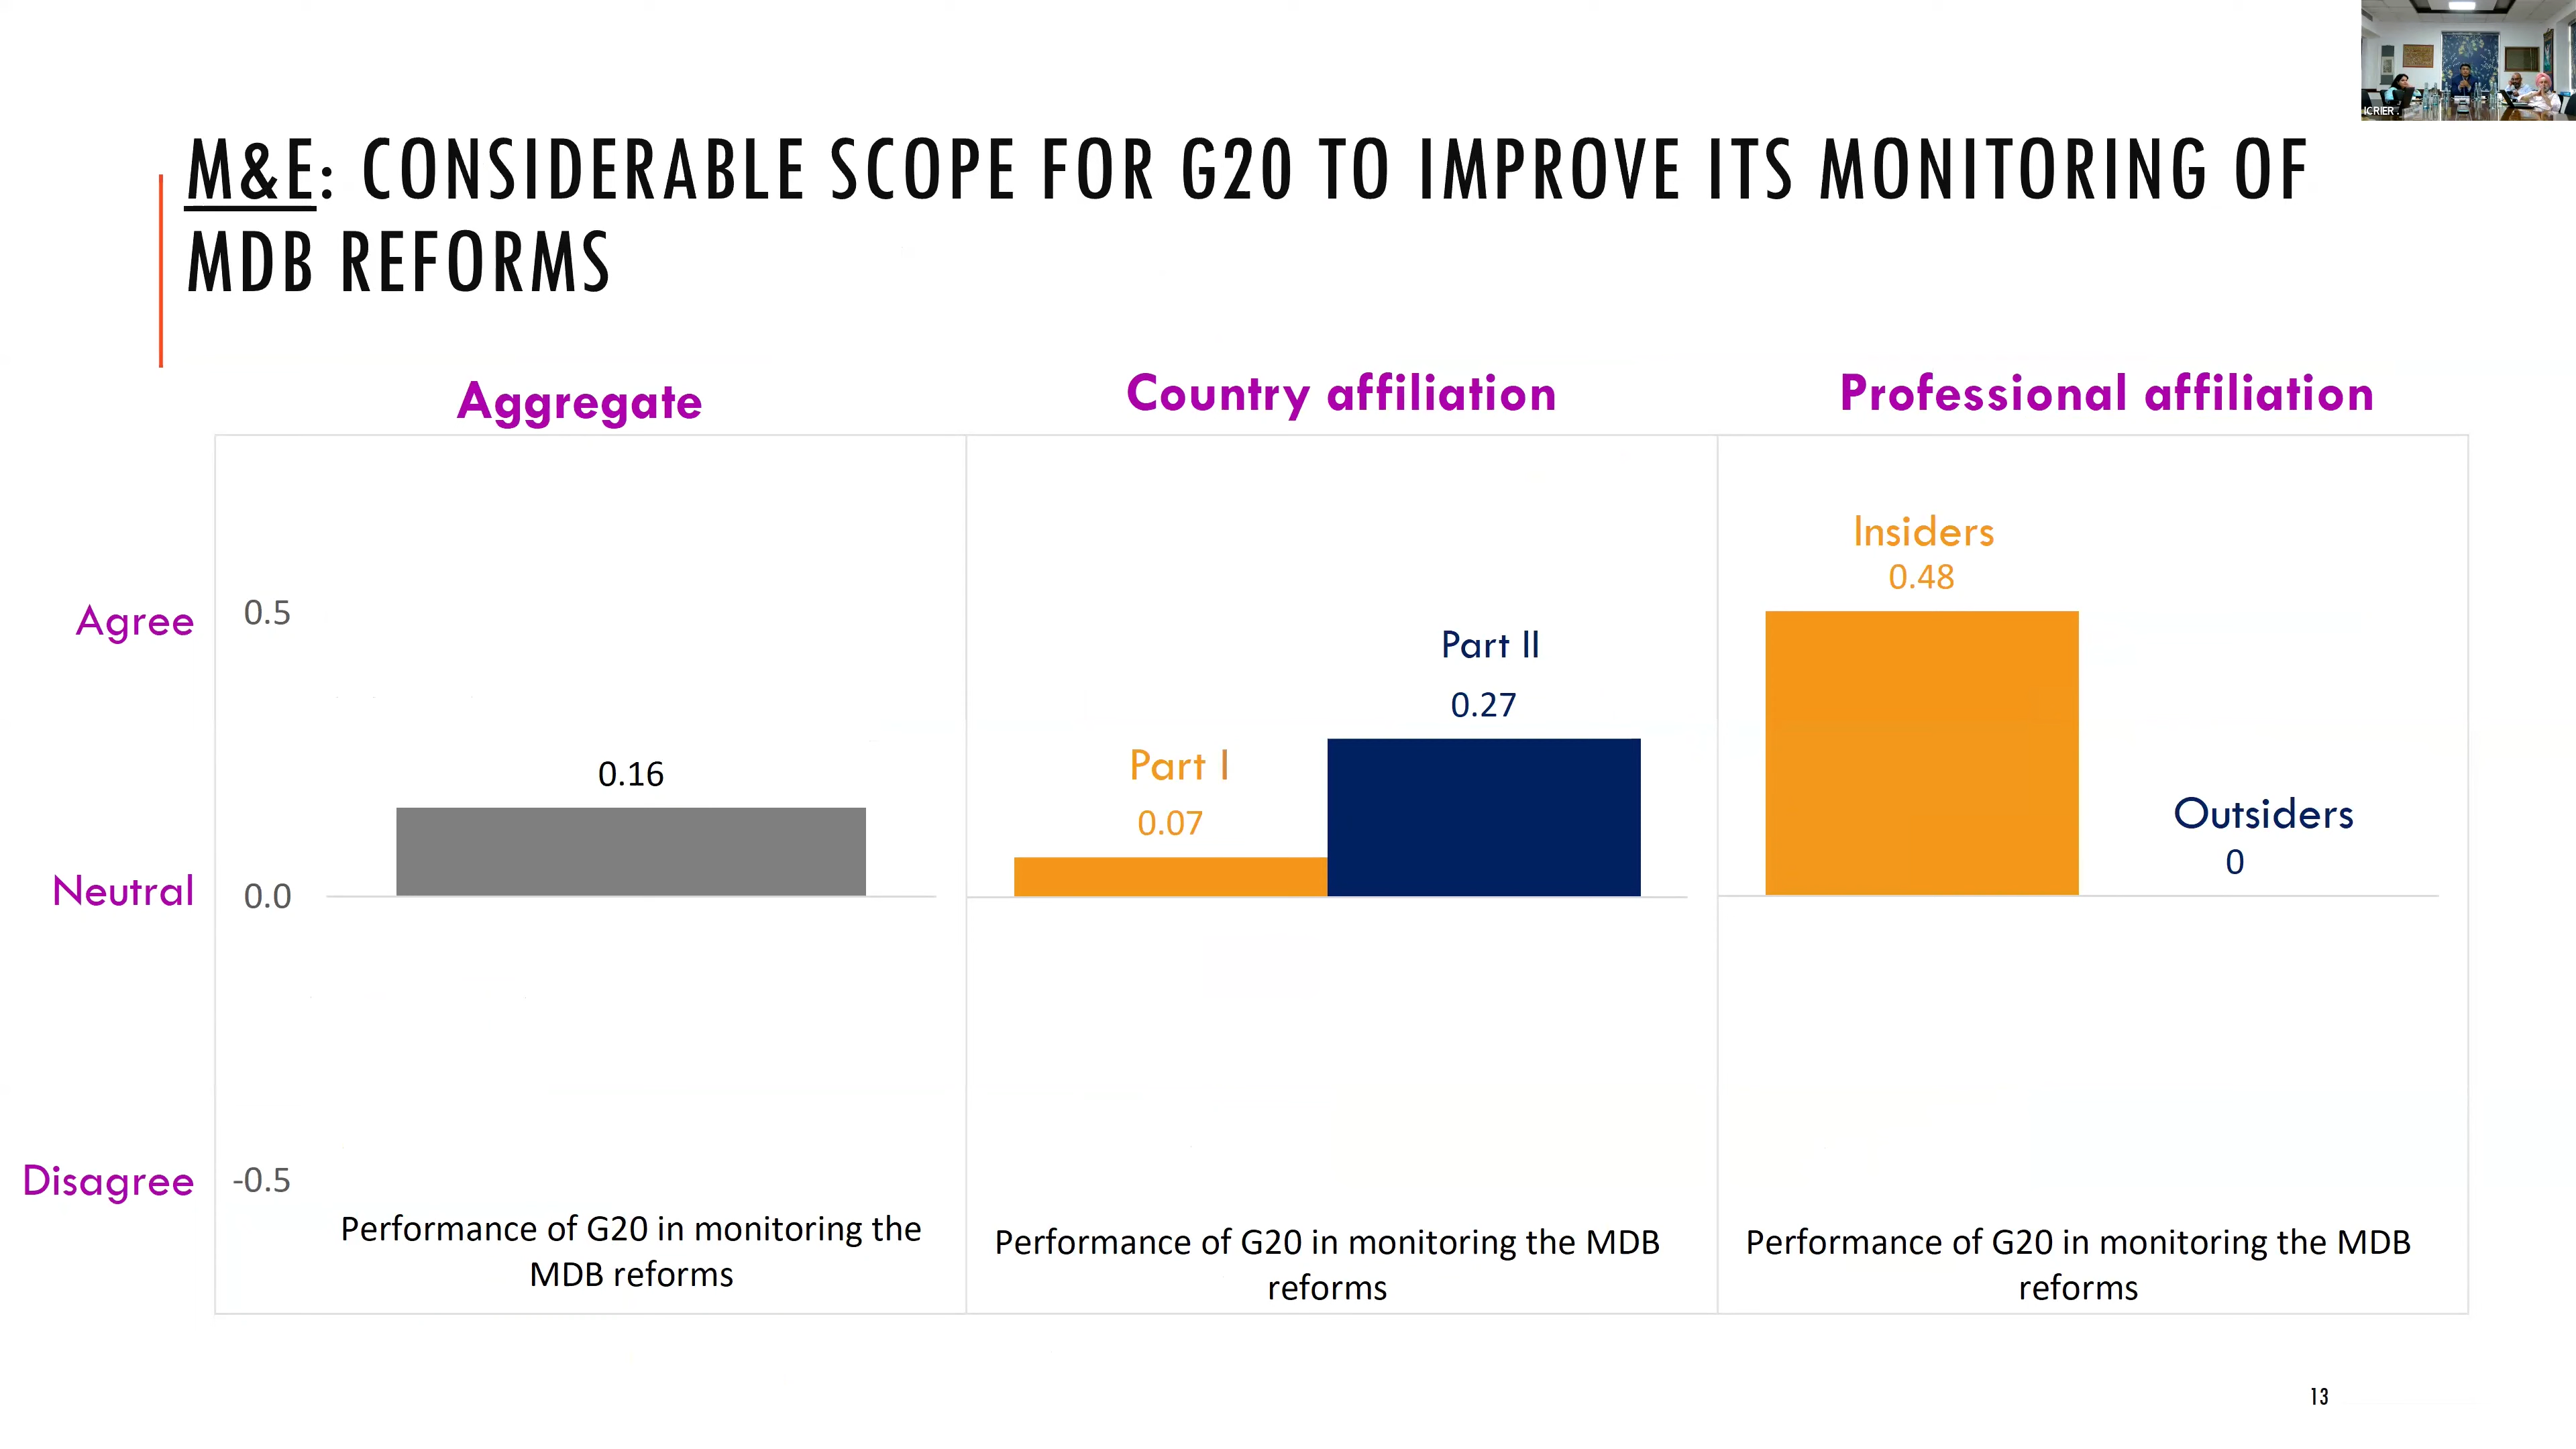 ICRIER
M&E: CONSIDERABLE SCOPE FOR G20 TO IMPROVE ITS MONITORING OF
MDB REFORMS
Aggregate
Country affiliation
Professional affiliation
Agree
Neutral
Disagree
0.5
0.0
-0.5
0.16
Performance of G20 in monitoring the
MDB reforms
Part I
0.07
Part II
0.27
Performance of G20 in monitoring the MDB
reforms
Insiders
0.48
Outsiders
0
Performance of G20 in monitoring the MDB
reforms
13